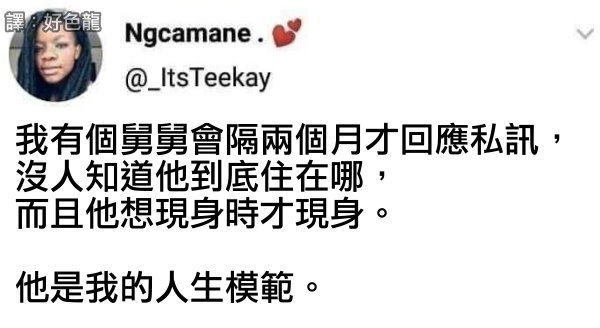 譯：好色龍
Ngcamane . 💕
@_ItsTeekay
我有個舅舅會隔兩個月才回應私訊，
沒人知道他到底住在哪，
而且他想現身時才現身。
他是我的人生模範。